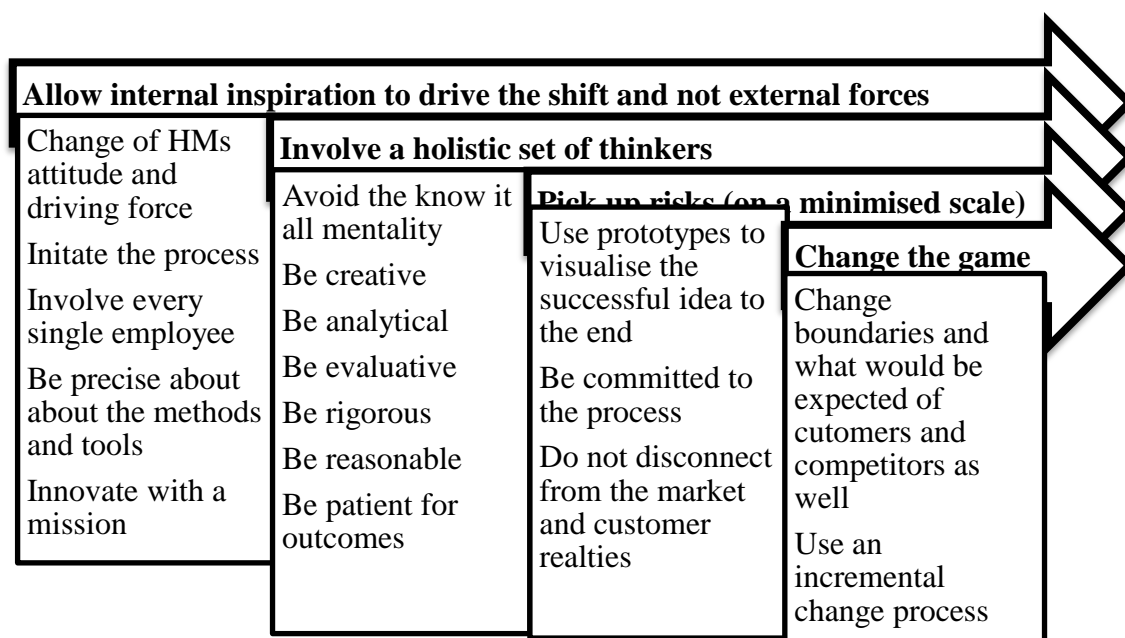 Allow internal inspiration to drive the shift and not external forces
Change of HMs
attitude and
driving force
Initate the process
Involve every
single employee
Be precise about
about the methods
and tools
Innovate with a
mission
Involve a holistic set of thinkers
Avoid the know it
all mentality
Be creative
Be analytical
Be evaluative
Be rigorous
Be reasonable
Be patient for
outcomes
Pick up risks (on a minimised scale)
Use prototypes to
visualise the
successful idea to
the end
Be committed to
the process
Do not disconnect
from the market
and customer
realties
Change the game
Change
boundaries and
what would be
expected of
cutomers and
competitors as
well
Use an
incremental
change process